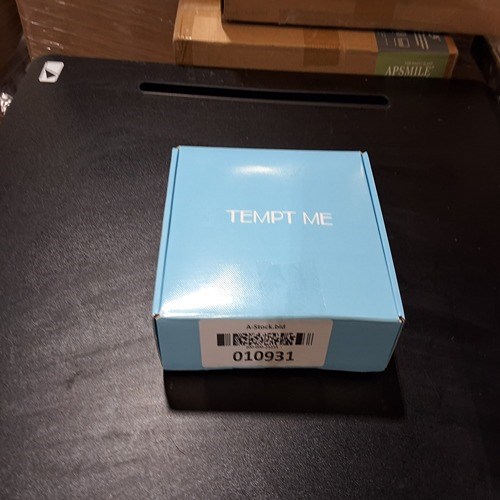 APSMILE
TEMPT ME
A-Stock.bid
010931